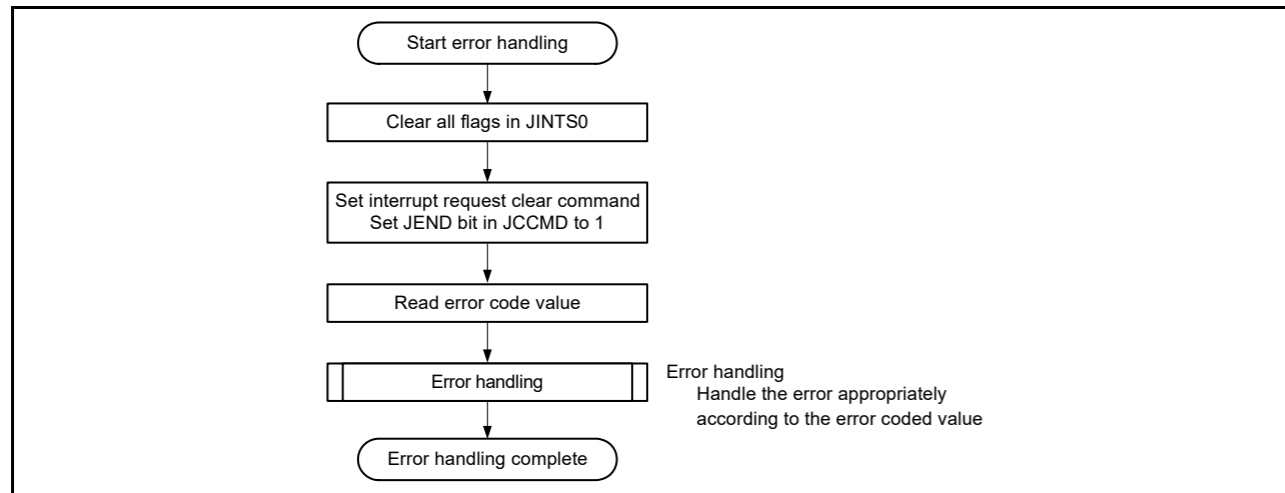 Start error handling
Clear all flags in JINTS0
Set interrupt request clear command
Set JEND bit in JCCMD to 1
Read error code value
Error handling
Error handling
Handle the error appropriately
according to the error coded value
Error handling complete